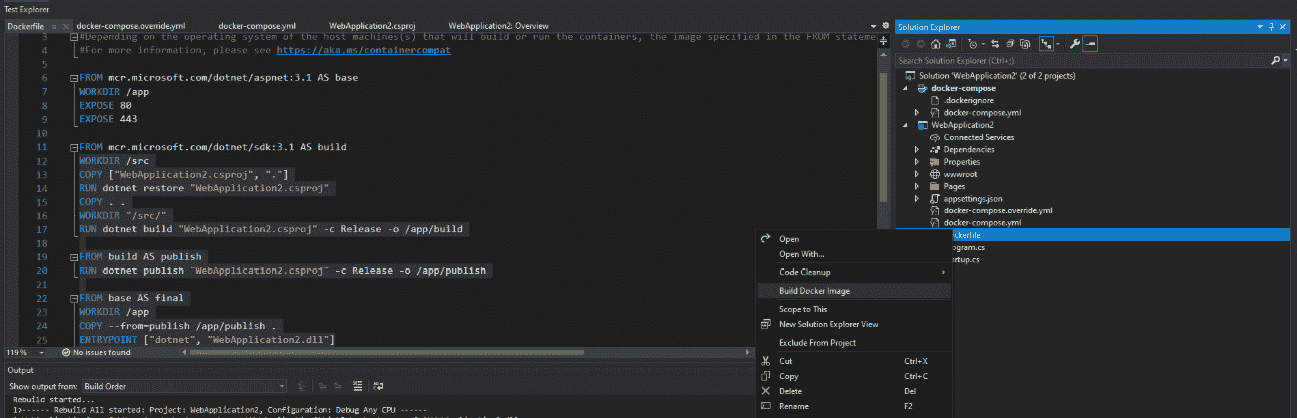 Test Explorer
Dockerfile docker-compose.override.yml docker-compose.yml WebApplication2.csproj WebApplication2: Overview
3 #Depending on the operating system of the host machines(s) that will build or run the containers, the image specified in the FROM stateme
4 #For more information, please see https://aka.ms/containercompat
5
6 FROM mcr.microsoft.com/dotnet/aspnet:3.1 AS base
7 WORKDIR /app
8 EXPOSE 80
9 EXPOSE 443
10
11 FROM mcr.microsoft.com/dotnet/sdk:3.1 AS build
12 WORKDIR /src
13 COPY ["WebApplication2.csproj", "."]
14 RUN dotnet restore "WebApplication2.csproj"
15 COPY . .
16 WORKDIR "/src/"
17 RUN dotnet build "WebApplication2.csproj" -c Release -o /app/build
18
19 FROM build AS publish
20 RUN dotnet publish "WebApplication2.csproj" -c Release -o /app/publish
21
22 FROM base AS final
23 WORKDIR /app
24 COPY --from=publish /app/publish .
25 ENTRYPOINT ["dotnet", "WebApplication2.dll"]
119 % No issues found
Output
Show output from: Build Order
Rebuild started...
1>------ Rebuild All started: Project: WebApplication2, Configuration: Debug Any CPU ------
Open
Open With...
Code Cleanup
Build Docker Image
Scope to This
New Solution Explorer View
Exclude From Project
Cut Ctrl+X
Copy Ctrl+C
Delete Del
Rename F2
Solution Explorer
Search Solution Explorer (Ctrl+;)
Solution 'WebApplication2' (2 of 2 projects)
docker-compose
.dockerignore
docker-compose.yml
WebApplication2
Connected Services
Dependencies
Properties
wwwroot
Pages
appsettings.json
docker-compose.override.yml
docker-compose.yml
ockerfile
ogram.cs
artup.cs